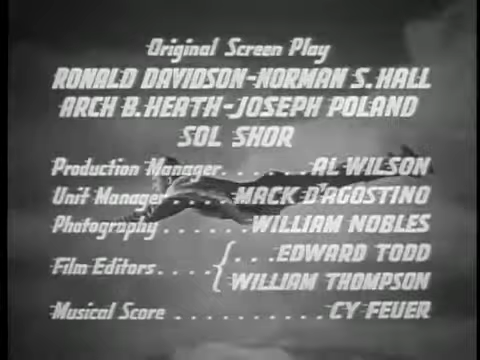 Original Screen Play
RONALD DAVIDSON-NORMAN S. HALL
ARCH B. HEATH-JOSEPH POLAND
SOL SHOR
Production Manager. . . . . . . AL WILSON
Unit Manager. . . . . MACK D'AGOSTINO
Photography . . . . . . WILLIAM NOBLES
Film Editors. . . . { . . . EDWARD TODD
WILLIAM THOMPSON
Musical Score . . . . . . . . . . CY FEUER